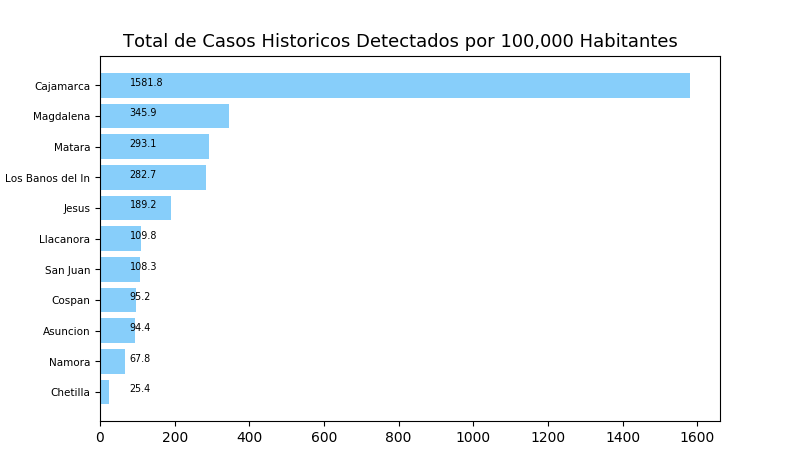 Total de Casos Historicos Detectados por 100,000 Habitantes
Cajamarca 1581.8
Magdalena 345.9
Matara 293.1
Los Banos del In 282.7
Jesus 189.2
Llacanora 109.8
San Juan 108.3
Cospan 95.2
Asuncion 94.4
Namora 67.8
Chetilla 25.4
0 200 400 600 800 1000 1200 1400 1600